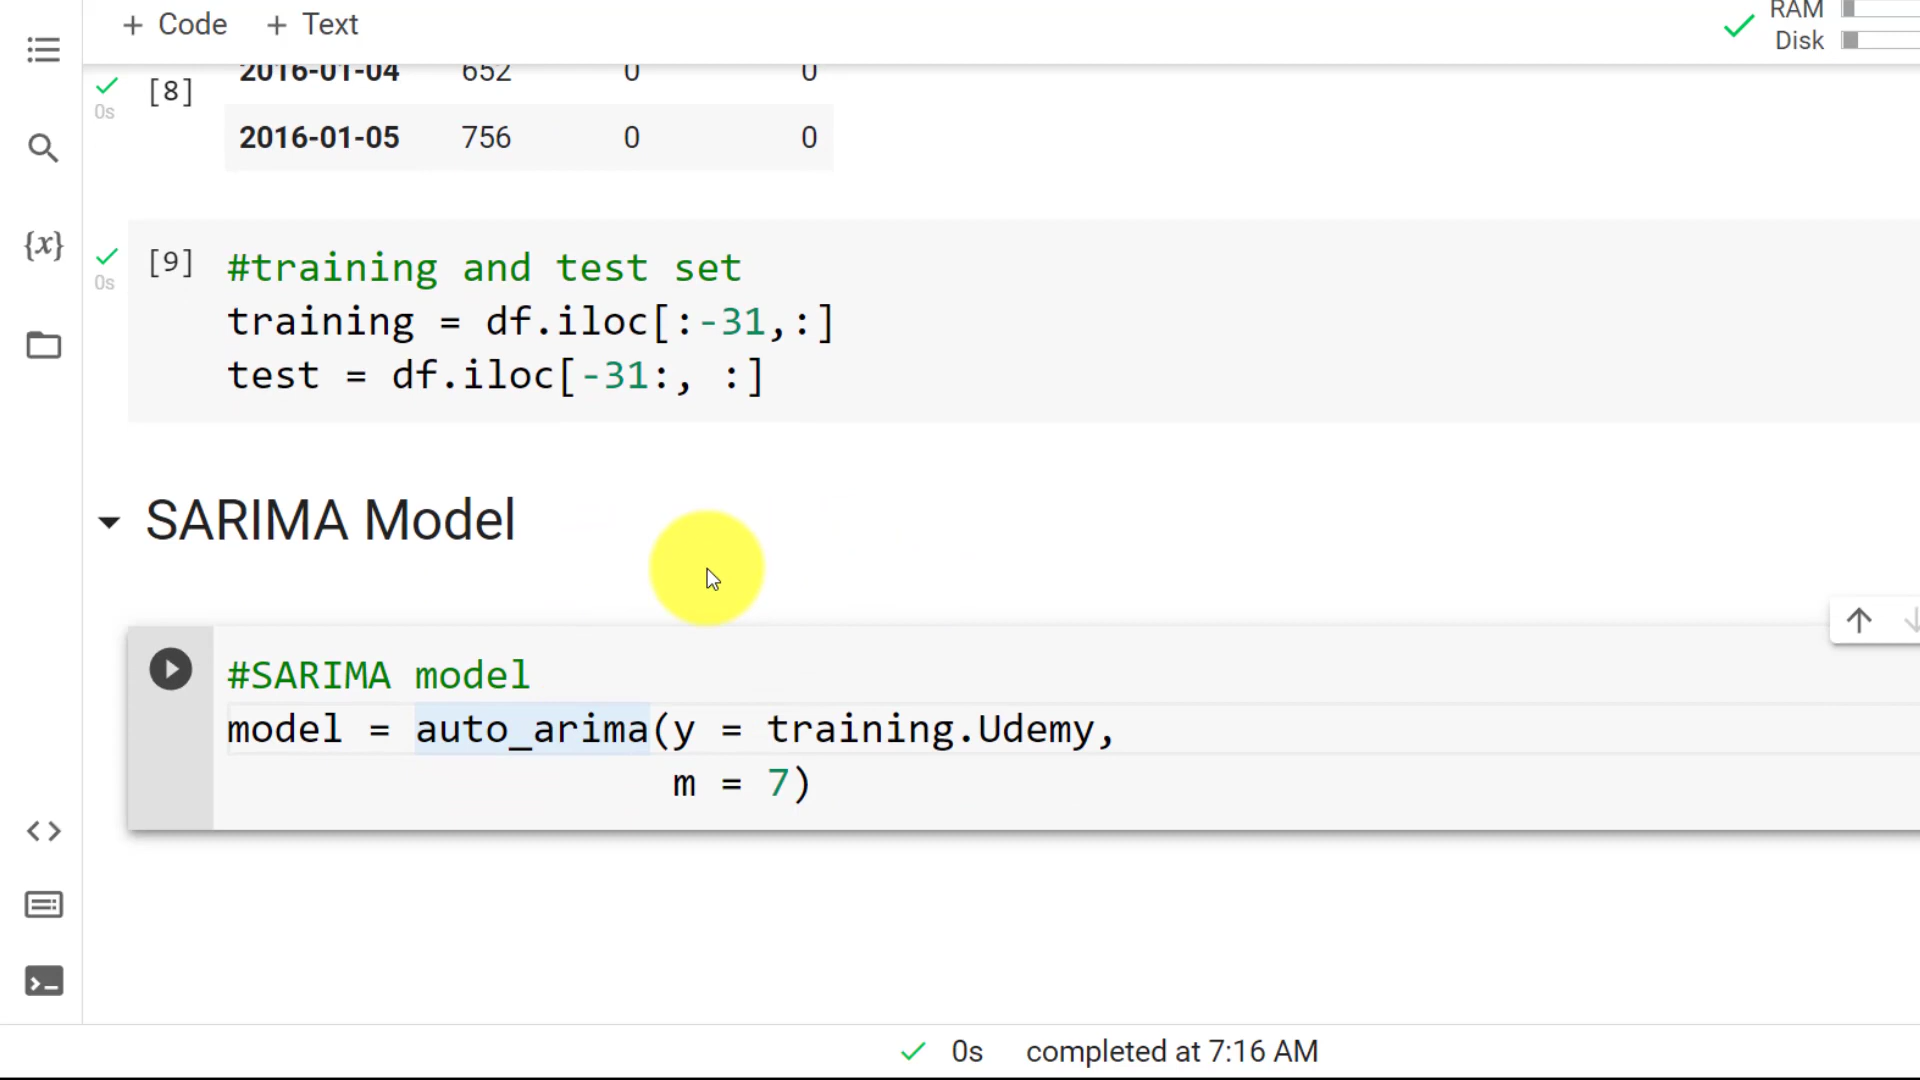 + Code + Text
RAM
Disk
2016-01-04 652 0 0
[8]
0s
2016-01-05 756 0 0
{x}
[9] #training and test set
0s
training = df.iloc[:-31,:]
test = df.iloc[-31:, :]
SARIMA Model
#SARIMA model
model = auto_arima(y = training.Udemy,
m = 7)
0s completed at 7:16 AM